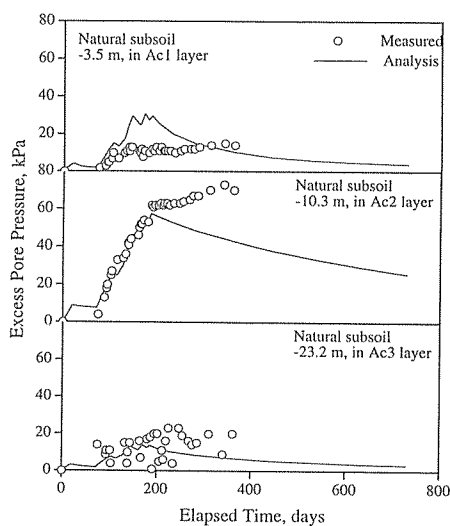 80
Natural subsoil
-3.5 m, in Ac1 layer
Measured
Analysis
60
40
20
80
Natural subsoil
-10.3 m, in Ac2 layer
60
40
20
0
Natural subsoil
-23.2 m, in Ac3 layer
60
40
20
0
0
200
400
600
800
Excess Pore Pressure, kPa
Elapsed Time, days